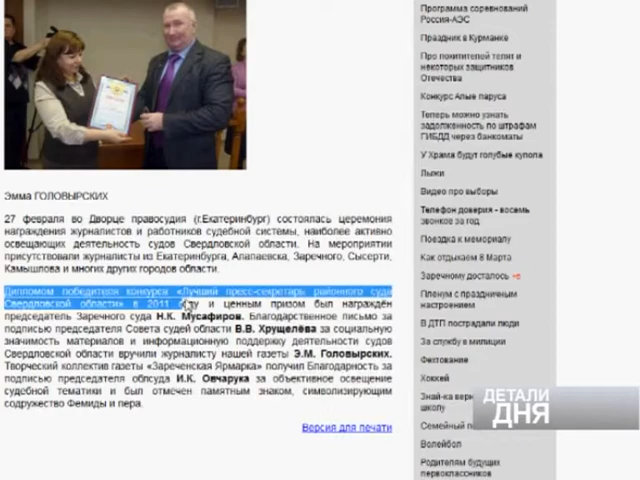 Эмма ГОЛОВЫРСКИХ
27 февраля во Дворце правосудия (г.Екатеринбург) состоялась церемония
награждения журналистов и работников судебной системы, наиболее активно
освещающих деятельность судов Свердловской области. На мероприятии
присутствовали журналисты из Екатеринбурга, Алапаевска, Заречного, Сысерти,
Камышлова и многих других городов области.
Дипломом победителя конкурса «Лучший пресс-секретарь районного суда
Свердловской области» в 2011 году и ценным призом был награждён
председатель Заречного суда Н.К. Мусафиров. Благодарственное письмо за
подписью председателя Совета судей области В.В. Хрущелёва за социальную
значимость материалов и информационную поддержку деятельности судов
Свердловской области вручили журналисту нашей газеты Э.М. Головырских.
Творческий коллектив газеты «Зареченская Ярмарка» получил Благодарность за
подписью председателя облсуда И.К. Овчарука за объективное освещение
судебной тематики и был отмечен памятным знаком, символизирующим
содружество Фемиды и пера.
Версия для печати
Программа соревнований
Россия-АЭС
Праздник в Курманке
Про похитителей телят и
некоторых защитников
Отечества
Конкурс Алые паруса
Теперь можно узнать
задолженность по штрафам
ГИБДД через банкоматы
У Храма будут голубые купола
Лыжи
Видео про выборы
Телефон доверия - восемь
звонков за год
Поездка к мемориалу
Как отдыхаем 8 Марта
Заречному досталось
Пленум с праздничным
настроением
В ДТП пострадали люди
За службу в милиции
Фехтование
Хоккей
Знай-ка
школу
Семейный
Волейбол
Родителям будущих
первоклассников
ДЕТАЛИ
ДНЯ